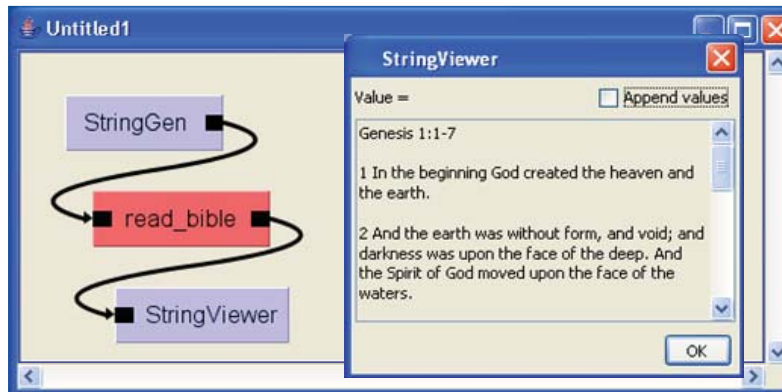 Untitled1
StringGen
read_bible
StringViewer
StringViewer
Value =
Append values
Genesis 1:1-7
1 In the beginning God created the heaven and
the earth.
2 And the earth was without form, and void; and
darkness was upon the face of the deep. And
the Spirit of God moved upon the face of the
waters.
OK